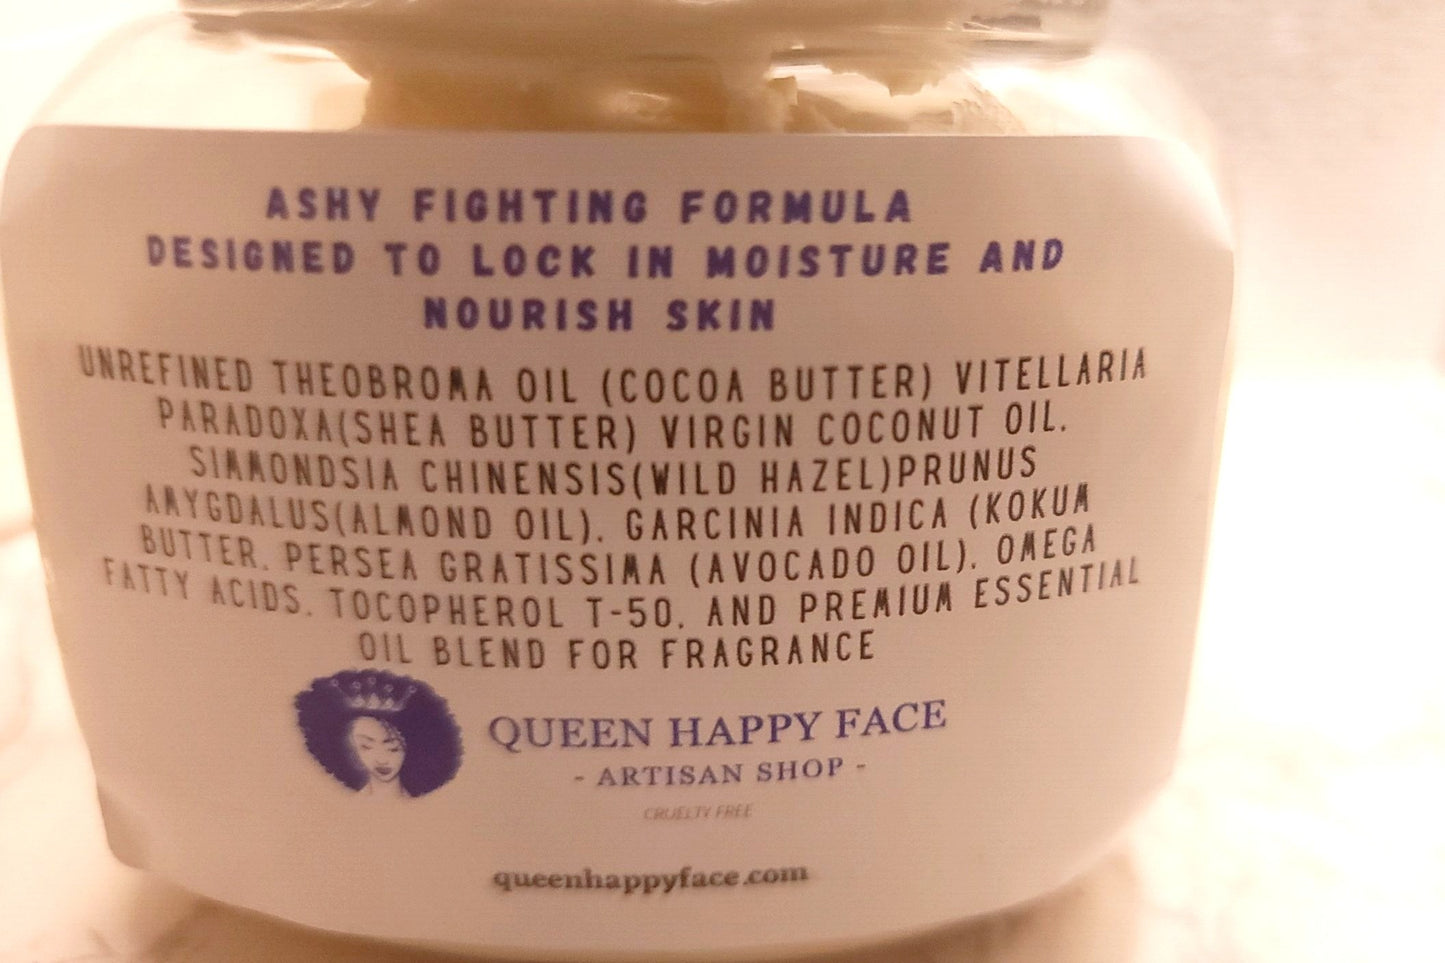 ASHY FIGHTING FORMULA
DESIGNED TO LOCK IN MOISTURE AND
NOURISH SKIN
UNREFINED THEOBROMA OIL (COCOA BUTTER) VITELLARIA
PARADOXA(SHEA BUTTER) VIRGIN COCONUT OIL,
SIMMONDSIA CHINENSIS(WILD HAZEL)PRUNUS
AMYGDALUS(ALMOND OIL), GARCINIA INDICA (KOKUM
BUTTER, PERSEA GRATISSIMA (AVOCADO OIL), OMEGA
FATTY ACIDS, TOCOPHEROL T-50, AND PREMIUM ESSENTIAL
OIL BLEND FOR FRAGRANCE
QUEEN HAPPY FACE
- ARTISAN SHOP -
CRUELTY FREE
queenhappyface.com